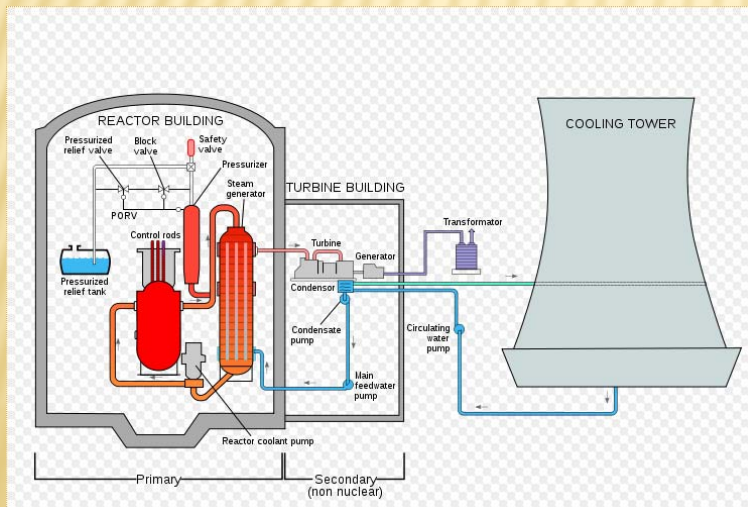 REACTOR BUILDING
COOLING TOWER
Pressurized
relief valve
Block
valve
Safety
valve
Pressurizer
Steam
generator
TURBINE BUILDING
PORV
Control rods
Turbine
Generator
Transformator
Pressurized
relief tank
Condensor
Condensate
pump
Circulating
water
pump
Main
feedwater
pump
Reactor coolant pump
Primary
Secondary
(non nuclear)